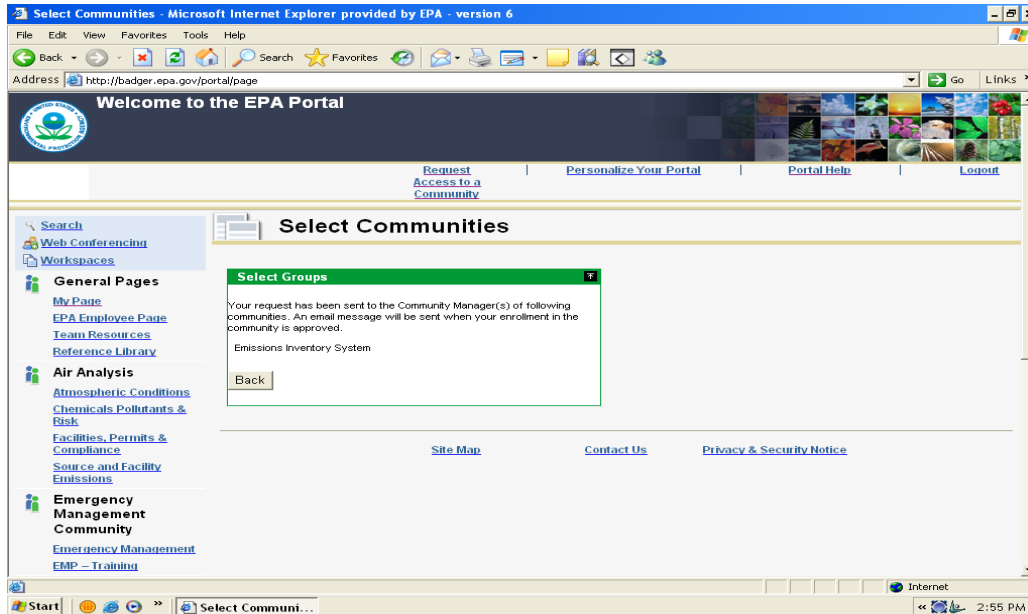 Select Communities - Microsoft Internet Explorer provided by EPA - version 6
File Edit View Favorites Tools Help
Back Search Favorites
Address http://badger.epa.gov/portal/page Go Links
Welcome to the EPA Portal
Request Access to a Community | Personalize Your Portal | Portal Help | Logout
Search
Web Conferencing
Workspaces
General Pages
My Page
EPA Employee Page
Team Resources
Reference Library
Air Analysis
Atmospheric Conditions
Chemicals Pollutants &
Risk
Facilities, Permits &
Compliance
Source and Facility
Emissions
Emergency
Management
Community
Emergency Management
EMP – Training
Select Communities
Select Groups
Your request has been sent to the Community Manager(s) of following
communities. An email message will be sent when your enrollment in the
community is approved.
Emissions Inventory System
Back
Site Map Contact Us Privacy & Security Notice
Internet
Start » Select Communi... « 2:55 PM